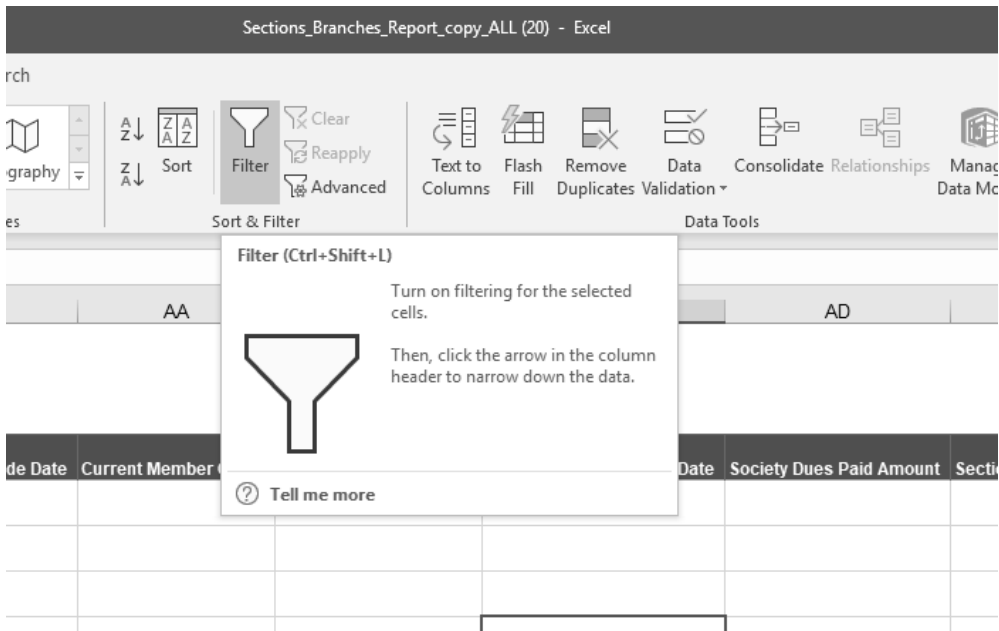 Sections_Branches_Report_copy_ALL (20) - Excel
rch
ography
A
Z
Z A
A Z
Z
A
Sort
Filter
Clear
Reapply
Advanced
Text to
Columns
Flash
Fill
Remove
Duplicates
Data
Validation
Consolidate
Relationships
Manag
Data Mo
es
Sort & Filter
Data Tools
Filter (Ctrl+Shift+L)
Turn on filtering for the selected
cells.
Then, click the arrow in the column
header to narrow down the data.
? Tell me more
AA
AD
de Date
Current Member
Date
Society Dues Paid Amount
Sectio